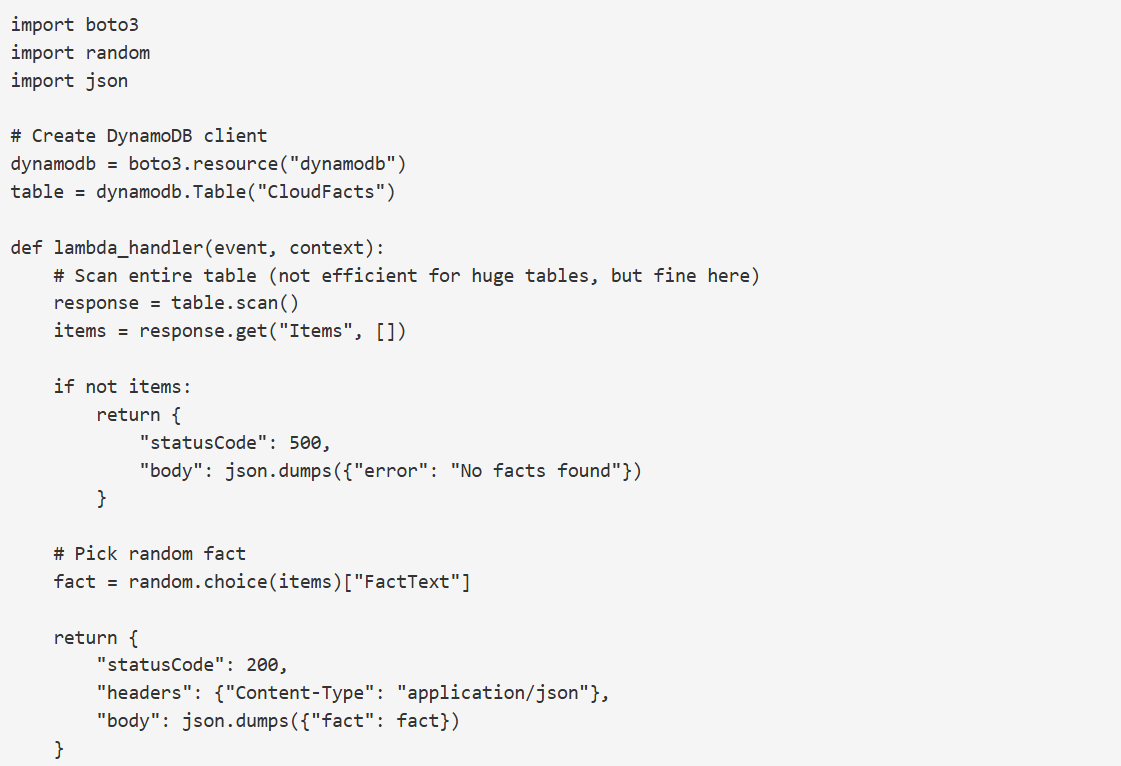 import boto3
import random
import json

# Create DynamoDB client
dynamodb = boto3.resource("dynamodb")
table = dynamodb.Table("CloudFacts")

def lambda_handler(event, context):
    # Scan entire table (not efficient for huge tables, but fine here)
    response = table.scan()
    items = response.get("Items", [])

    if not items:
        return {
            "statusCode": 500,
            "body": json.dumps({"error": "No facts found"})
        }

    # Pick random fact
    fact = random.choice(items)["FactText"]

    return {
        "statusCode": 200,
        "headers": {"Content-Type": "application/json"},
        "body": json.dumps({"fact": fact})
    }